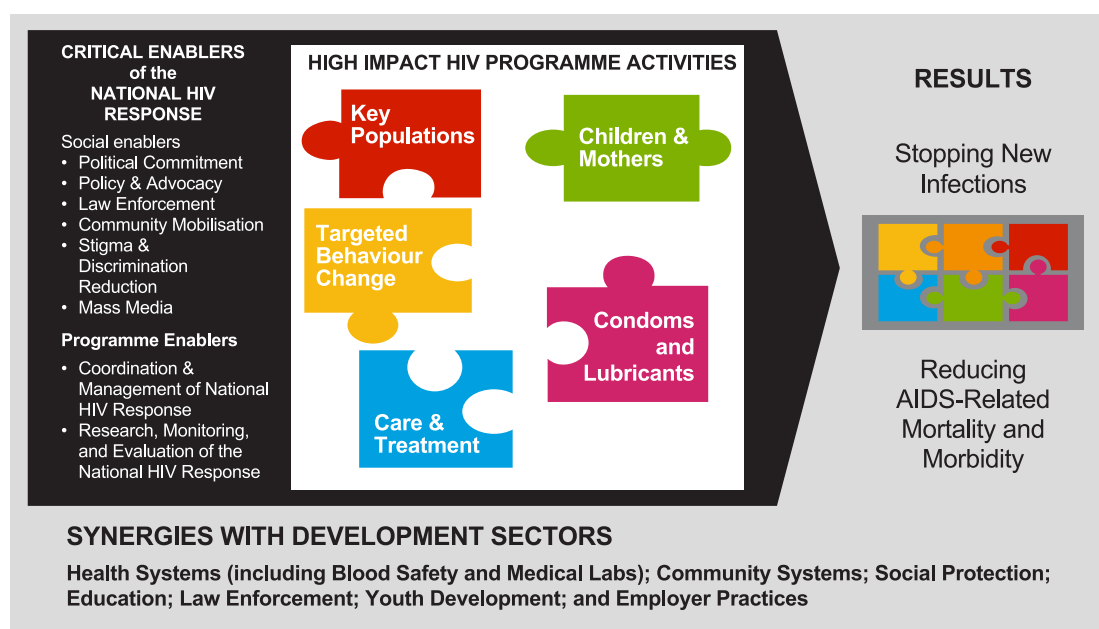 CRITICAL ENABLERS
of the
NATIONAL HIV
RESPONSE
Social enablers
• Political Commitment
• Policy & Advocacy
• Law Enforcement
• Community Mobilisation
• Stigma &
Discrimination
Reduction
• Mass Media
Programme Enablers
• Coordination &
Management of National
HIV Response
• Research, Monitoring,
and Evaluation of the
National HIV Response
HIGH IMPACT HIV PROGRAMME ACTIVITIES
Key
Populations
Children &
Mothers
Targeted
Behaviour
Change
Condoms
and
Lubricants
Care &
Treatment
RESULTS
Stopping New
Infections
Reducing
AIDS-Related
Mortality and
Morbidity
SYNERGIES WITH DEVELOPMENT SECTORS
Health Systems (including Blood Safety and Medical Labs); Community Systems; Social Protection;
Education; Law Enforcement; Youth Development; and Employer Practices